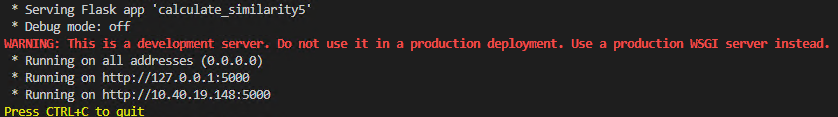 * Serving Flask app 'calculate_similarity5'
* Debug mode: off
WARNING: This is a development server. Do not use it in a production deployment. Use a production WSGI server instead.
* Running on all addresses (0.0.0.0)
* Running on http://127.0.0.1:5000
* Running on http://10.40.19.148:5000
Press CTRL+C to quit